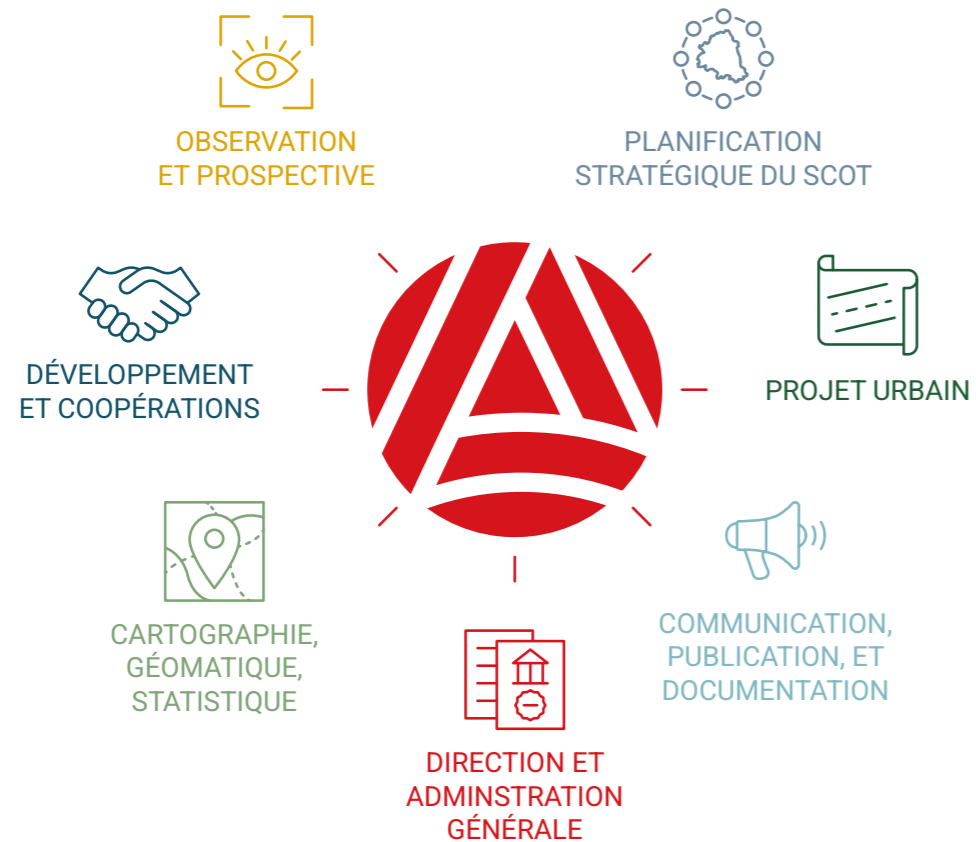 OBSERVATION
ET PROSPECTIVE
PLANIFICATION
STRATÉGIQUE DU SCOT
DÉVELOPPEMENT
ET COOPÉRATIONS
PROJET URBAIN
CARTOGRAPHIE,
GÉOMATIQUE,
STATISTIQUE
COMMUNICATION,
PUBLICATION, ET
DOCUMENTATION
DIRECTION ET
ADMINSTRATION
GÉNÉRALE